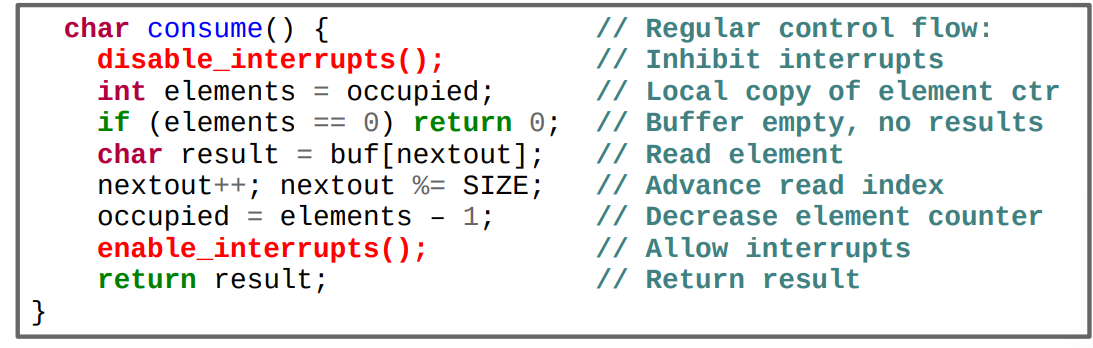 char consume() { // Regular control flow:
disable_interrupts(); // Inhibit interrupts
int elements = occupied; // Local copy of element ctr
if (elements == 0) return 0; // Buffer empty, no results
char result = buf[nextout]; // Read element
nextout++; nextout %= SIZE; // Advance read index
occupied = elements – 1; // Decrease element counter
enable_interrupts(); // Allow interrupts
return result; // Return result
}